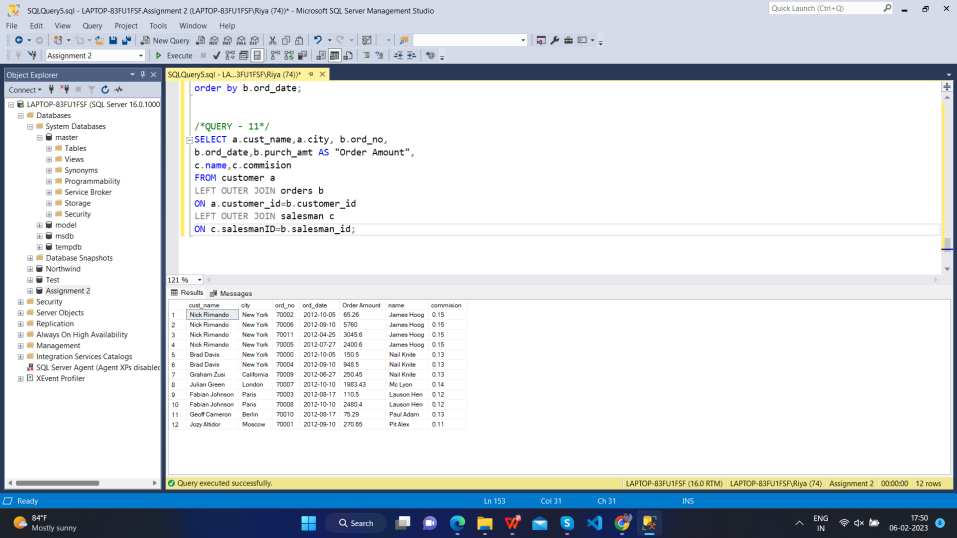 SQLQuery5.sql - LAPTOP-83FU1FSF.Assignment 2 (LAPTOP-83FU1FSF\Riya (74))* - Microsoft SQL Server Management Studio
Quick Launch (Ctrl+Q)
File Edit View Query Project Tools Window Help
New Query
Assignment 2 Execute
Object Explorer
SQLQuery5.sql - LA...3FU1FSF\Riya (74))*
Connect
LAPTOP-83FU1FSF (SQL Server 16.0.1000
Databases
System Databases
master
Tables
Views
Synonyms
Programmability
Service Broker
Storage
Security
model
msdb
tempdb
Database Snapshots
Northwind
Test
Assignment 2
Security
Server Objects
Replication
Always On High Availability
Management
Integration Services Catalogs
SQL Server Agent (Agent XPs disabled
XEvent Profiler
order by b.ord_date;
/*QUERY - 11*/
SELECT a.cust_name,a.city, b.ord_no,
b.ord_date,b.purch_amt AS "Order Amount",
c.name,c.commision
FROM customer a
LEFT OUTER JOIN orders b
ON a.customer_id=b.customer_id
LEFT OUTER JOIN salesman c
ON c.salesmanID=b.salesman_id;
121 %
Results Messages
cust_name city ord_no ord_date Order Amount name commision
1 Nick Rimando New York 70002 2012-10-05 65.26 James Hoog 0.15
2 Nick Rimando New York 70006 2012-09-10 5760 James Hoog 0.15
3 Nick Rimando New York 70011 2012-04-25 3045.6 James Hoog 0.15
4 Nick Rimando New York 70005 2012-07-27 2400.6 James Hoog 0.15
5 Brad Davis New York 70000 2012-10-05 150.5 Nail Knite 0.13
6 Brad Davis New York 70004 2012-09-10 948.5 Nail Knite 0.13
7 Graham Zusi California 70009 2012-06-27 250.45 Nail Knite 0.13
8 Julian Green London 70007 2012-10-10 1983.43 Mc Lyon 0.14
9 Fabian Johnson Paris 70003 2012-08-17 110.5 Lauson Hen 0.12
10 Fabian Johnson Paris 70008 2012-10-10 2480.4 Lauson Hen 0.12
11 Geoff Cameron Berlin 70010 2012-08-17 75.29 Paul Adam 0.13
12 Jozy Altidor Moscow 70001 2012-09-10 270.65 Pit Alex 0.11
Query executed successfully. LAPTOP-83FU1FSF (16.0 RTM) LAPTOP-83FU1FSF\Riya (74) Assignment 2 00:00:00 12 rows
Ready Ln 153 Col 31 Ch 31 INS
84°F
Mostly sunny
Search
ENG
IN
17:50
06-02-2023